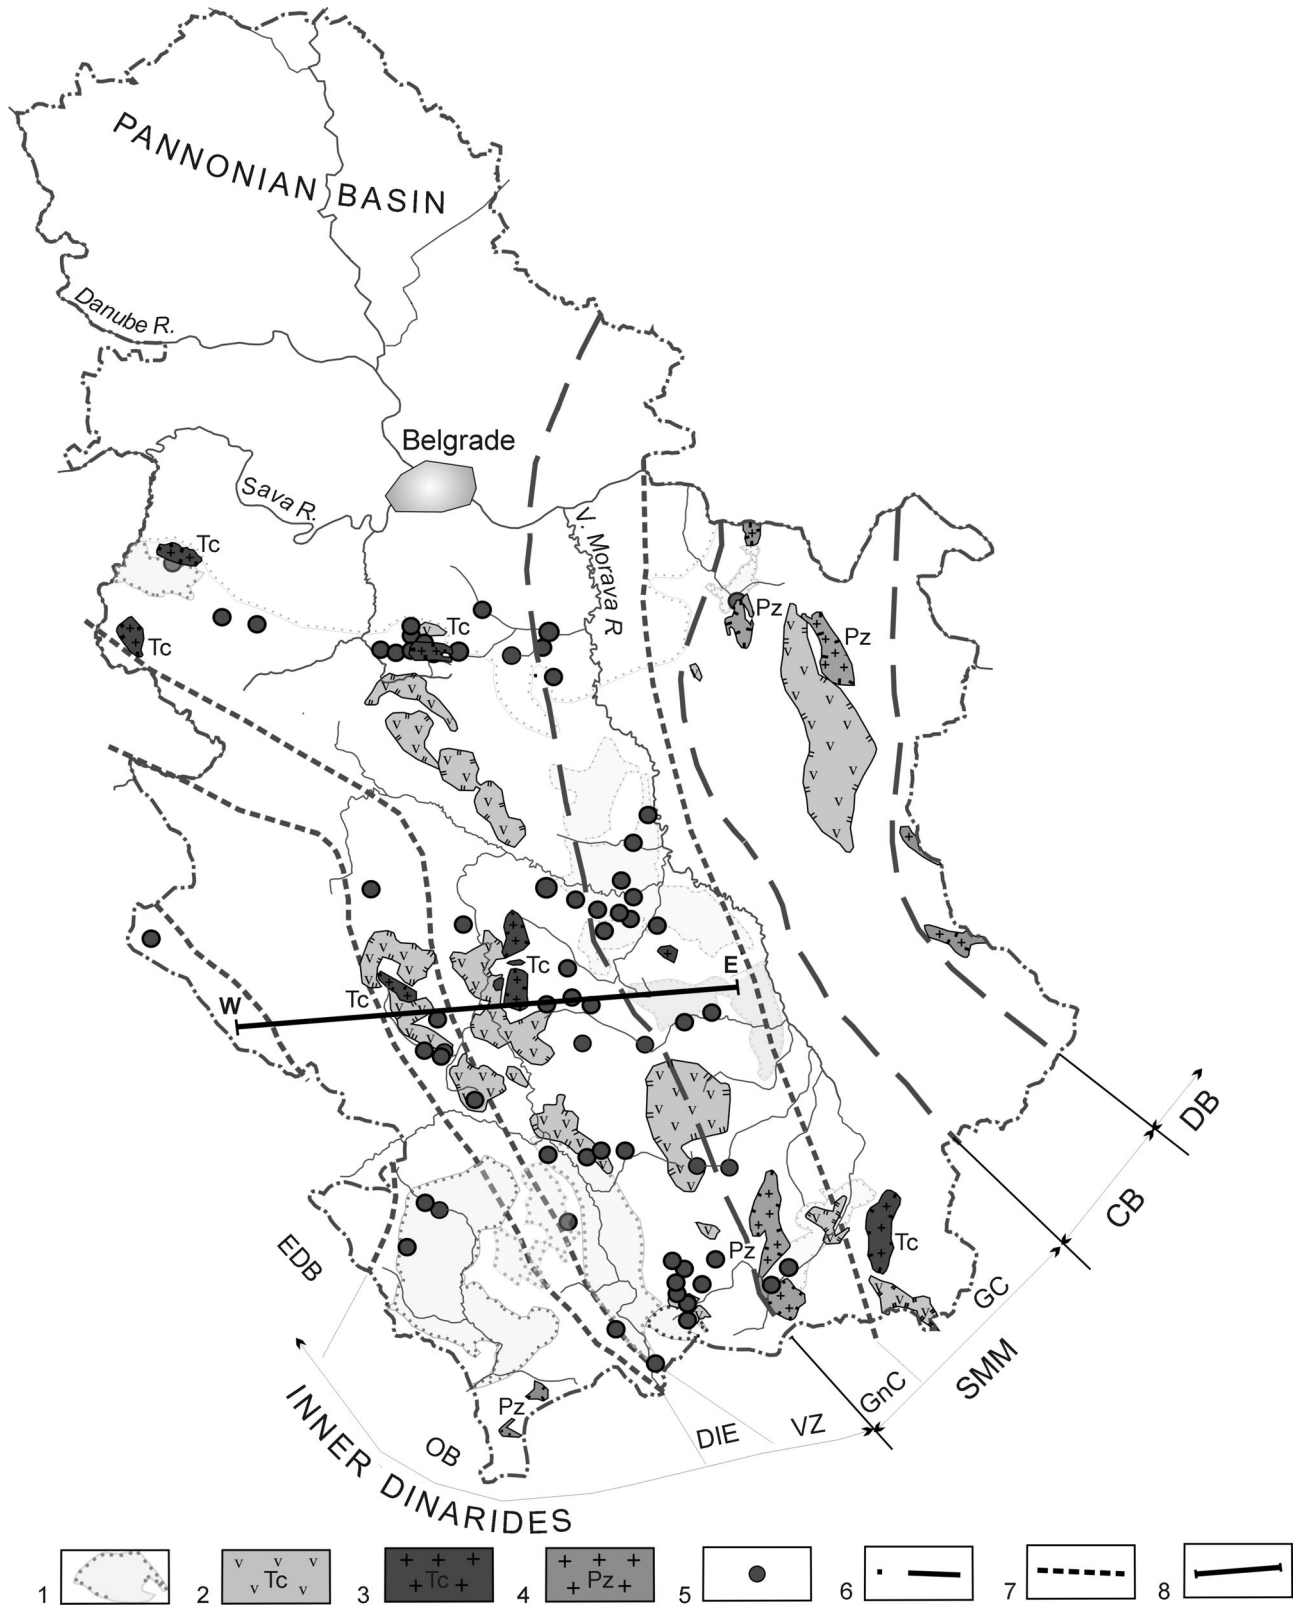 PANNONIAN BASIN
Danube R.
Belgrade
Sava R.
V. Morava R
Tc
Tc
Tc
Pz
Pz
Tc
Tc
W
E
Pz
Tc
Pz
EDB
OB
DIE
VZ
GnC
GC
SMM
CB
DB
INNER DINARIDES
1
2 Tc
3 Tc
4 Pz
5
6
7
8